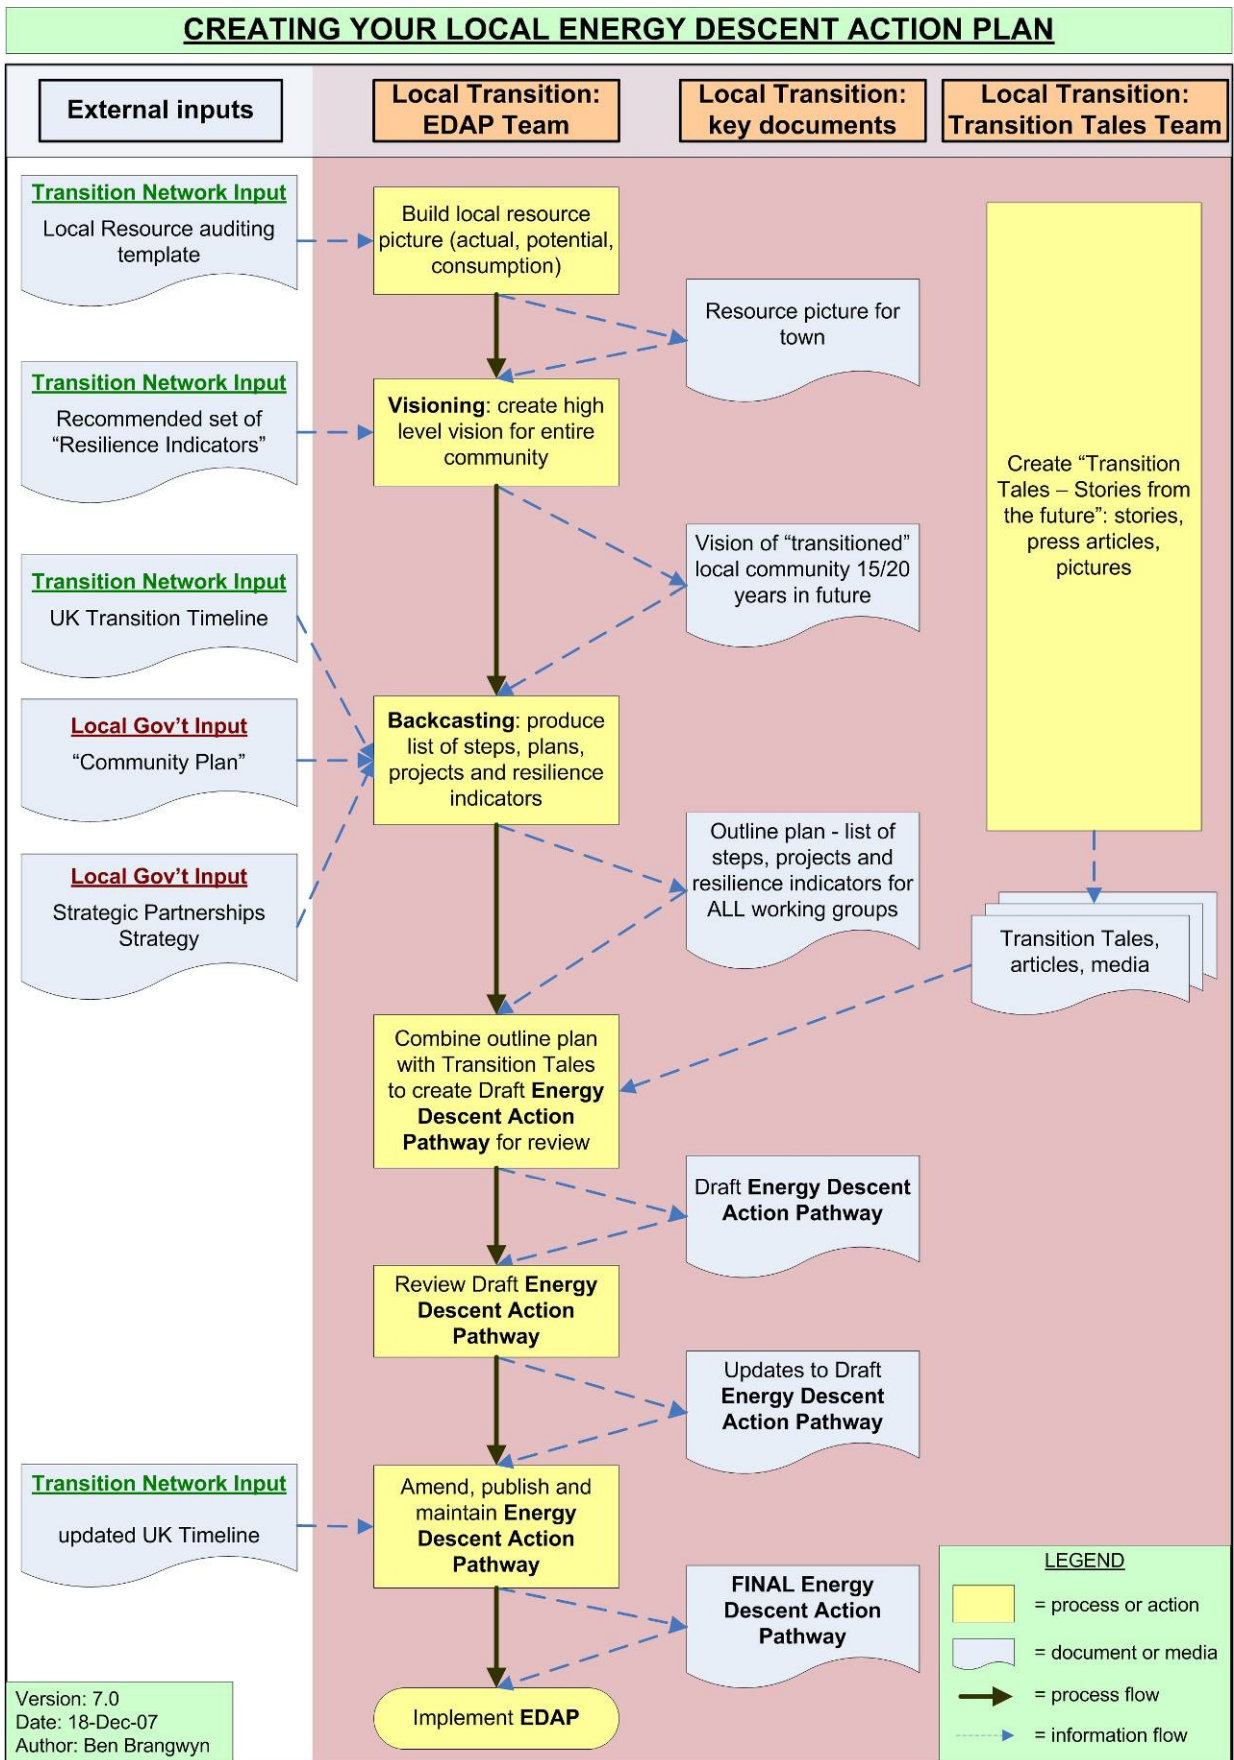 CREATING YOUR LOCAL ENERGY DESCENT ACTION PLAN
External inputs
Local Transition:
EDAP Team
Local Transition:
key documents
Local Transition:
Transition Tales Team
Transition Network Input
Local Resource auditing
template
Build local resource
picture (actual, potential,
consumption)
Resource picture for
town
Transition Network Input
Recommended set of
“Resilience Indicators”
Visioning: create high
level vision for entire
community
Create “Transition
Tales – Stories from
the future”: stories,
press articles,
pictures
Vision of “transitioned”
local community 15/20
years in future
Transition Network Input
UK Transition Timeline
Local Gov’t Input
“Community Plan”
Backcasting: produce
list of steps, plans,
projects and resilience
indicators
Outline plan - list of
steps, projects and
resilience indicators for
ALL working groups
Local Gov’t Input
Strategic Partnerships
Strategy
Transition Tales,
articles, media
Combine outline plan
with Transition Tales
to create Draft Energy
Descent Action
Pathway for review
Draft Energy Descent
Action Pathway
Review Draft Energy
Descent Action
Pathway
Updates to Draft
Energy Descent
Action Pathway
Transition Network Input
updated UK Timeline
Amend, publish and
maintain Energy
Descent Action
Pathway
FINAL Energy
Descent Action
Pathway
Implement EDAP
LEGEND
= process or action
= document or media
= process flow
= information flow
Version: 7.0
Date: 18-Dec-07
Author: Ben Brangwyn